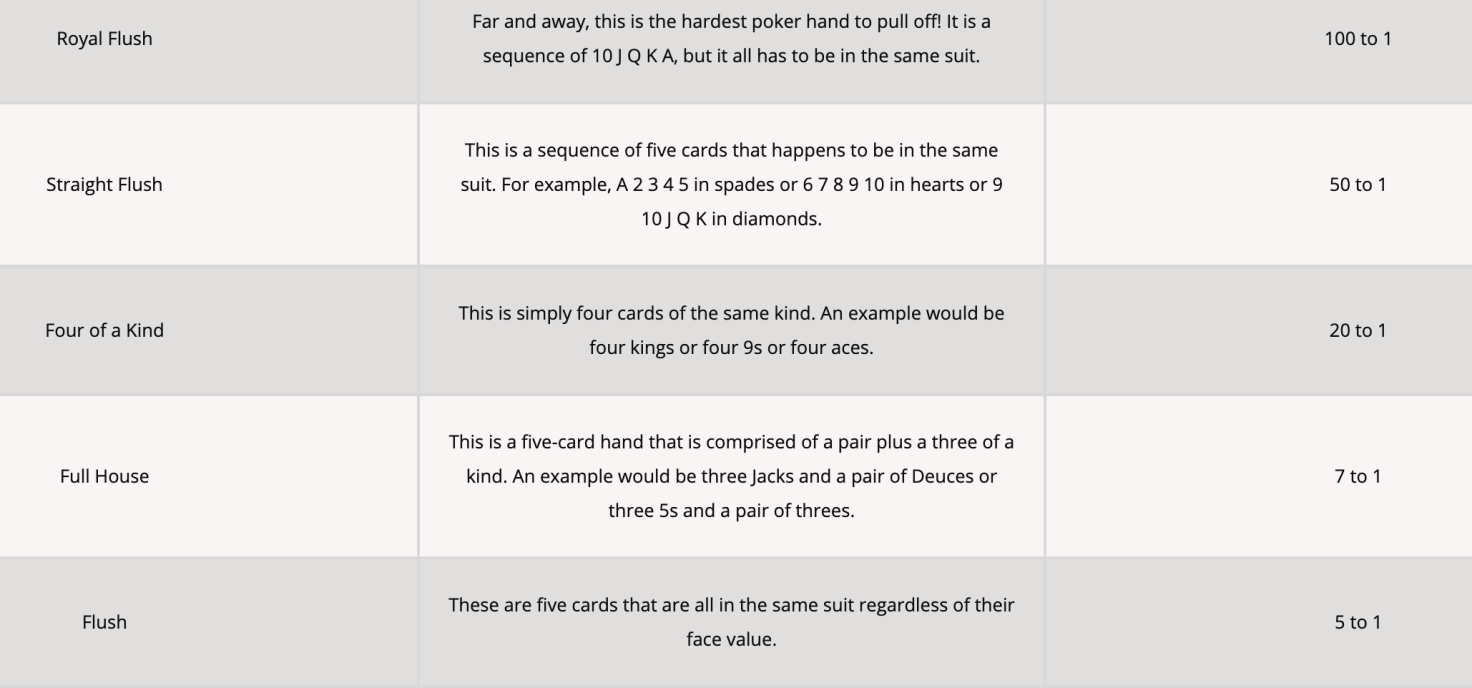 Royal Flush
Far and away, this is the hardest poker hand to pull off! It is a
sequence of 10 J Q K A, but it all has to be in the same suit.
100 to 1
Straight Flush
This is a sequence of five cards that happens to be in the same
suit. For example, A 2 3 4 5 in spades or 6 7 8 9 10 in hearts or 9
10 J Q K in diamonds.
50 to 1
Four of a Kind
This is simply four cards of the same kind. An example would be
four kings or four 9s or four aces.
20 to 1
Full House
This is a five-card hand that is comprised of a pair plus a three of a
kind. An example would be three Jacks and a pair of Deuces or
three 5s and a pair of threes.
7 to 1
Flush
These are five cards that are all in the same suit regardless of their
face value.
5 to 1